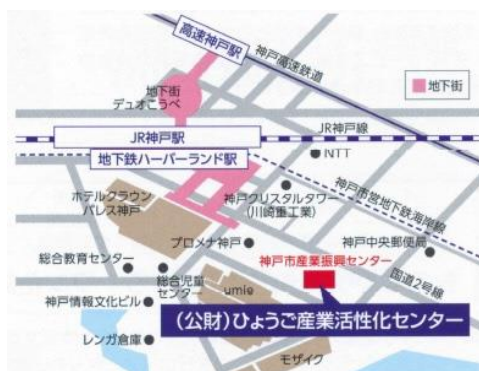 高速神戸駅
神戸高速鉄道
地下街
地下街
デュオこうべ
JR神戸駅
JR神戸線
地下鉄ハーバーランド駅
NTT
神戸市営地下鉄海岸線
ホテルクラウン
パレス神戸
神戸クリスタルタワー
(川崎重工業)
プロメナ神戸
神戸中央郵便局
総合教育センター
総合児童
センター
神戸市産業振興センター
国道2号線
umie
神戸情報文化ビル
(公財)ひょうご産業活性化センター
レンガ倉庫
モザイク